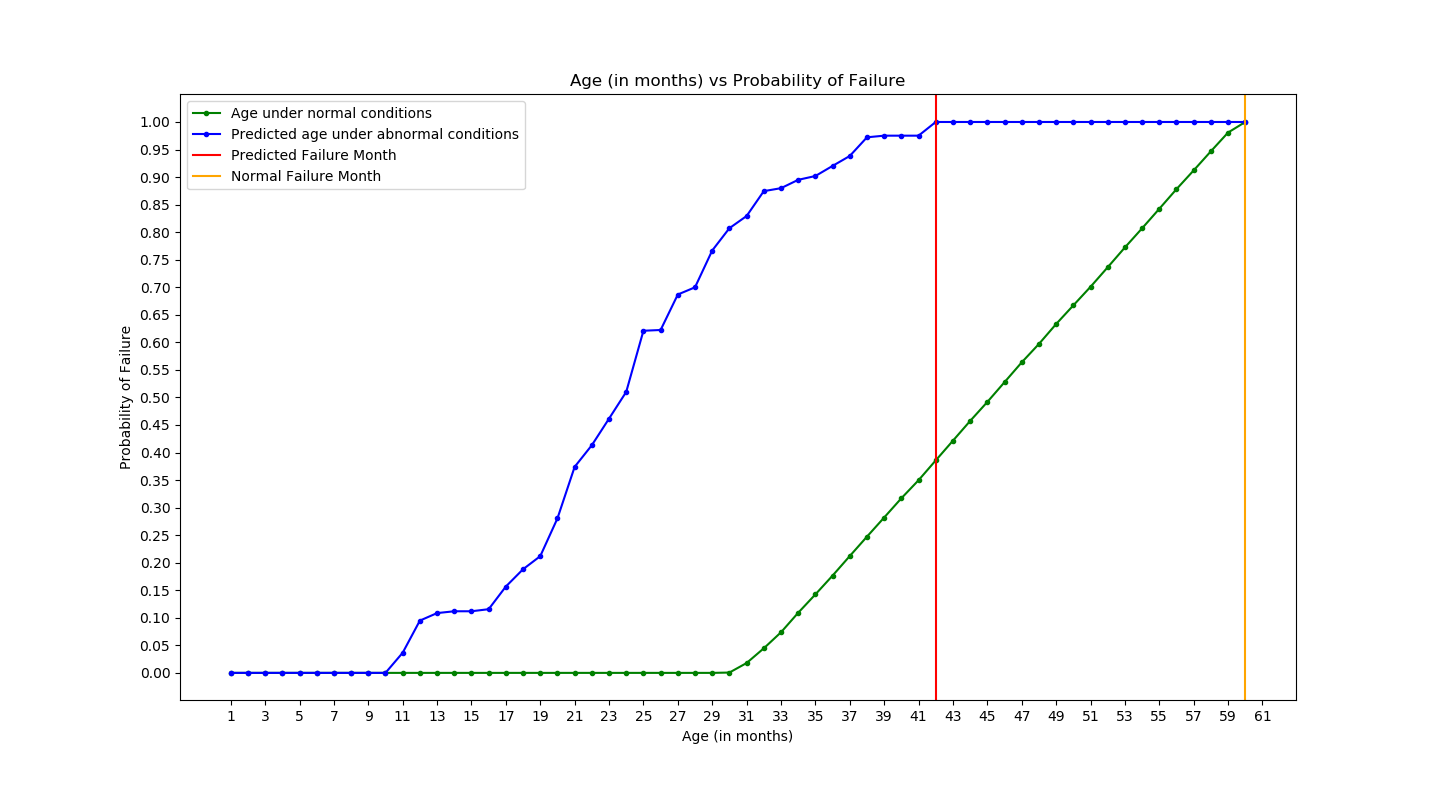 Age (in months) vs Probability of Failure
Age under normal conditions
Predicted age under abnormal conditions
Predicted Failure Month
Normal Failure Month
Probability of Failure
1.00
0.95
0.90
0.85
0.80
0.75
0.70
0.65
0.60
0.55
0.50
0.45
0.40
0.35
0.30
0.25
0.20
0.15
0.10
0.05
0.00
1 3 5 7 9 11 13 15 17 19 21 23 25 27 29 31 33 35 37 39 41 43 45 47 49 51 53 55 57 59 61
Age (in months)